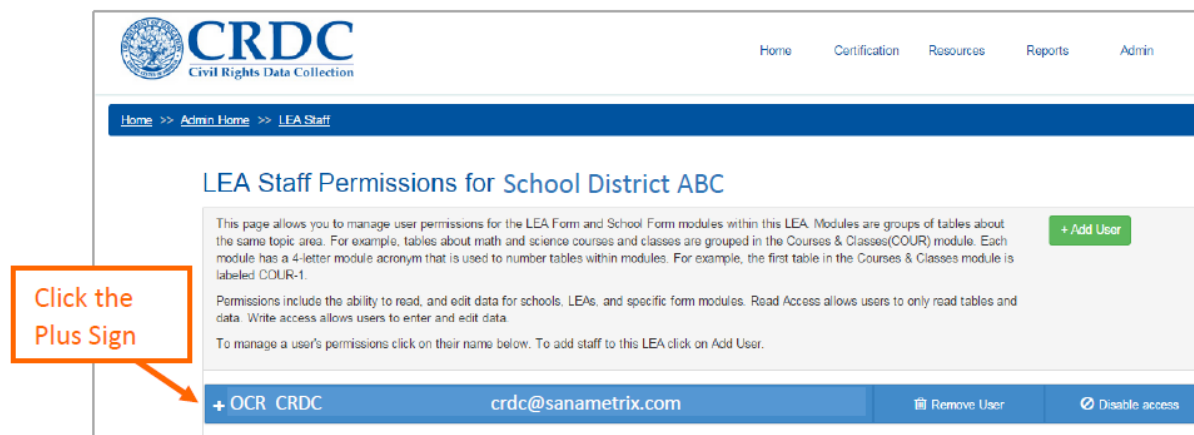 CRDC
Civil Rights Data Collection
Home Certification Resources Reports Admin
Home >> Admin Home >> LEA Staff
LEA Staff Permissions for School District ABC
This page allows you to manage user permissions for the LEA Form and School Form modules within this LEA. Modules are groups of tables about
the same topic area. For example, tables about math and science courses and classes are grouped in the Courses & Classes(COUR) module. Each
module has a 4-letter module acronym that is used to number tables within modules. For example, the first table in the Courses & Classes module is
labeled COUR-1.
+ Add User
Permissions include the ability to read, and edit data for schools, LEAs, and specific form modules. Read Access allows users to only read tables and
data. Write access allows users to enter and edit data.
To manage a user's permissions click on their name below. To add staff to this LEA click on Add User.
Click the
Plus Sign
+ OCR CRDC crdc@sanametrix.com Remove User Disable access